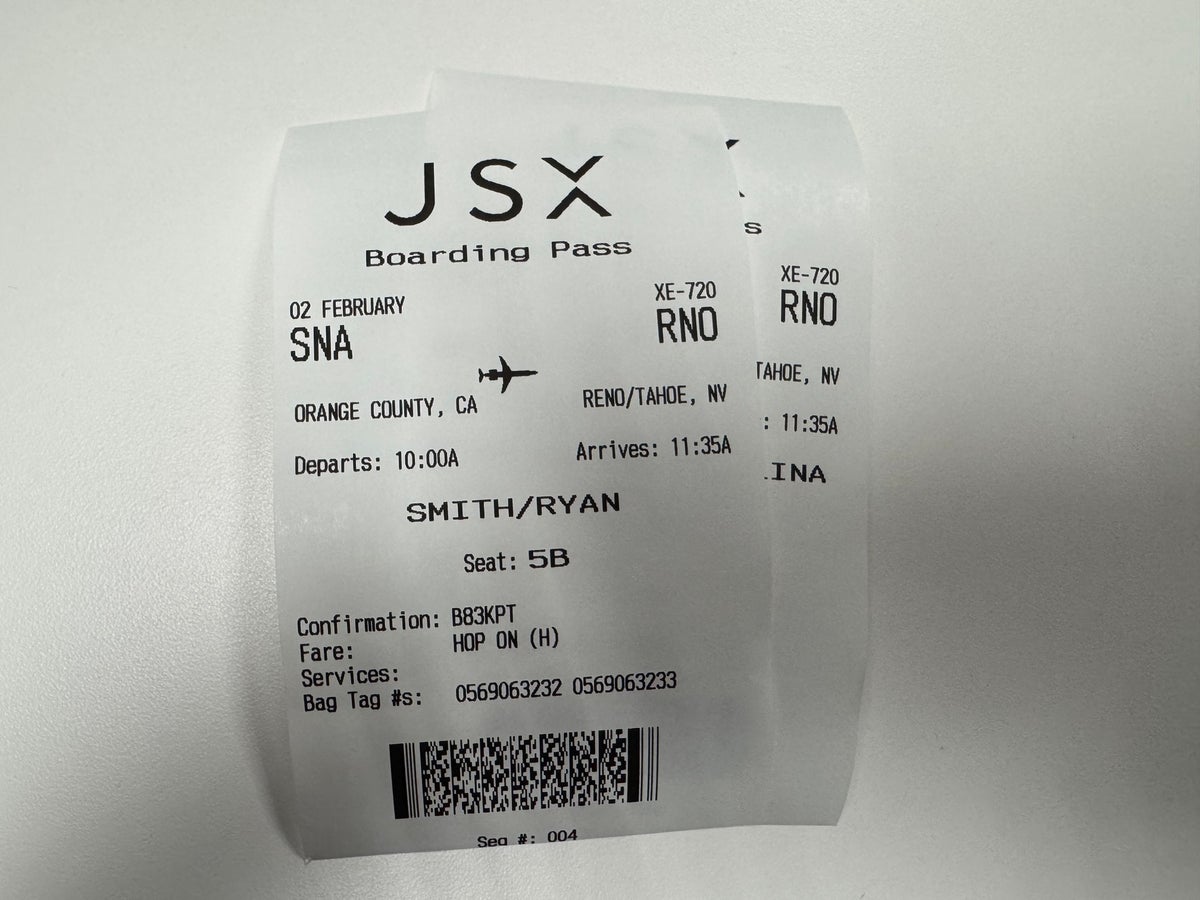 JSX
Boarding Pass
02 FEBRUARY
XE-720
SNA
RNO
ORANGE COUNTY, CA
RENO/TAHOE, NV
Departs: 10:00A
Arrives: 11:35A
SMITH/RYAN
Seat: 5B
Confirmation: B83KPT
Fare: HOP ON (H)
Services:
Bag Tag #s: 0569063232 0569063233
Seq #: 004
s
XE-720
RNO
TAHOE, NV
: 11:35A
INA